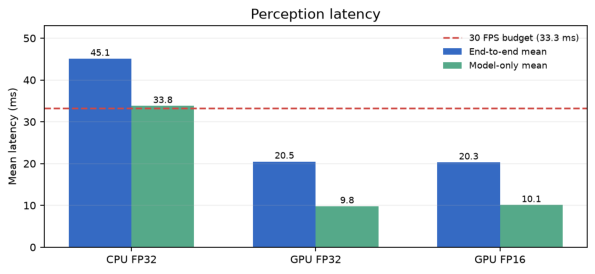 Perception latency
30 FPS budget (33.3 ms)
End-to-end mean
Model-only mean
Mean latency (ms)
50
40
30
20
10
0
45.1
33.8
20.5
9.8
20.3
10.1
CPU FP32
GPU FP32
GPU FP16